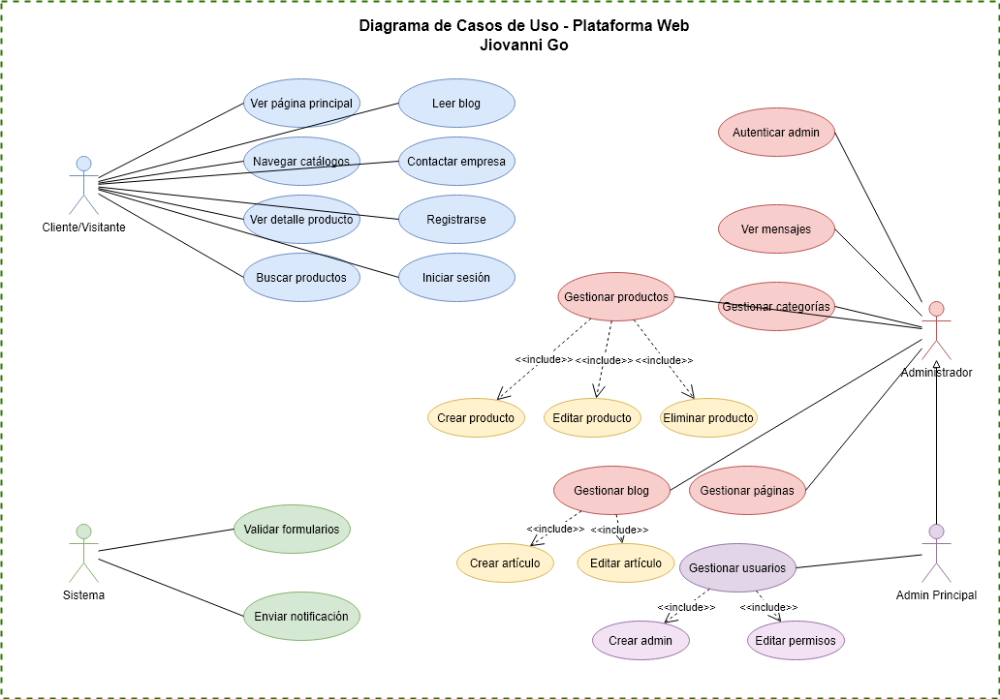 Diagrama de Casos de Uso - Plataforma Web
Jiovanni Go
Ver página principal
Leer blog
Autenticar admin
Navegar catálogos
Contactar empresa
Cliente/Visitante
Ver detalle producto
Registrarse
Ver mensajes
Buscar productos
Iniciar sesión
Gestionar productos
Gestionar categorías
<<include>>
<<include>>
<<include>>
Administrador
Crear producto
Editar producto
Eliminar producto
Gestionar blog
Gestionar páginas
Validar formularios
<<include>>
<<include>>
Crear artículo
Editar artículo
Gestionar usuarios
Sistema
Admin Principal
<<include>>
<<include>>
Enviar notificación
Crear admin
Editar permisos